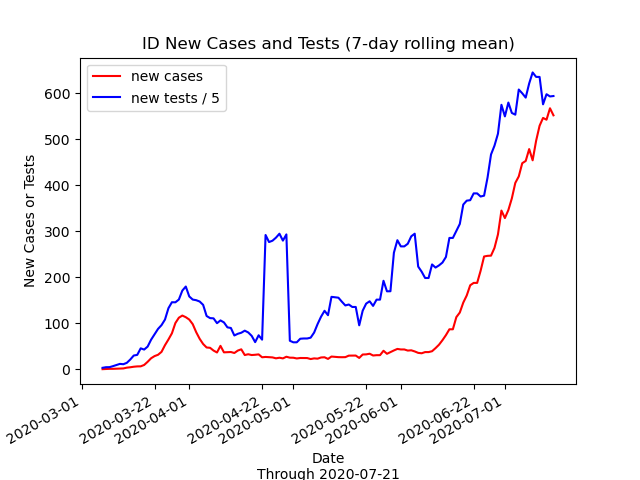 ID New Cases and Tests (7-day rolling mean)
new cases
new tests / 5
New Cases or Tests
600
500
400
300
200
100
0
2020-03-01
2020-03-22
2020-04-01
2020-04-22
2020-05-01
2020-05-22
2020-06-01
2020-06-22
2020-07-01
Date
Through 2020-07-21